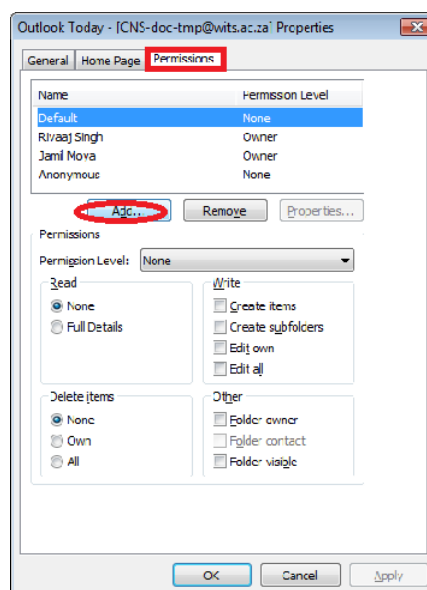 Outlook Today - [CNS-doc-tmp@wits.ac.za] Properties
General Home Page Permissions
Name Permission Level
Default None
Rivaaj Singh Owner
Jamil Mova Owner
Anonymous None
Add... Remove Properties...
Permissions
Permission Level: None
Read Write
None Create items
Full Details Create subfolders
Edit own
Edit all
Delete items Other
None Folder owner
Own Folder contact
All Folder visible
OK Cancel Apply